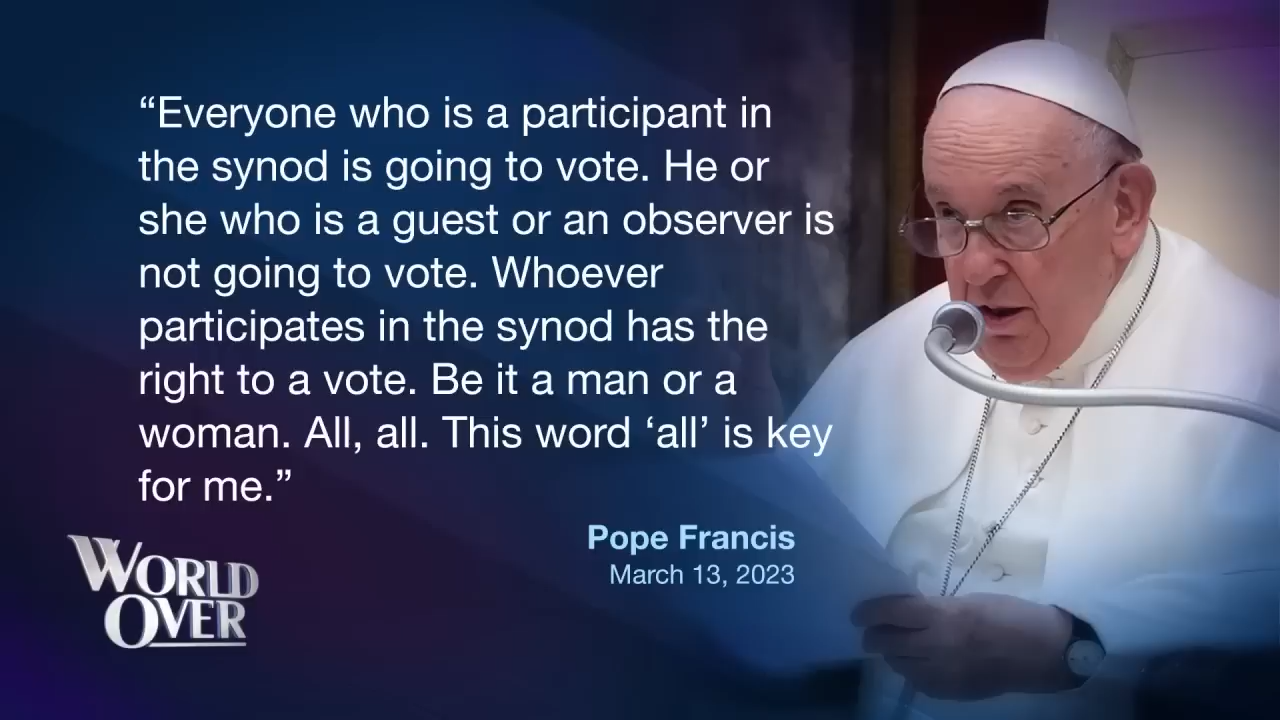 “Everyone who is a participant in
the synod is going to vote. He or
she who is a guest or an observer is
not going to vote. Whoever
participates in the synod has the
right to a vote. Be it a man or a
woman. All, all. This word ‘all’ is key
for me.”
Pope Francis
March 13, 2023
WORLD
OVER